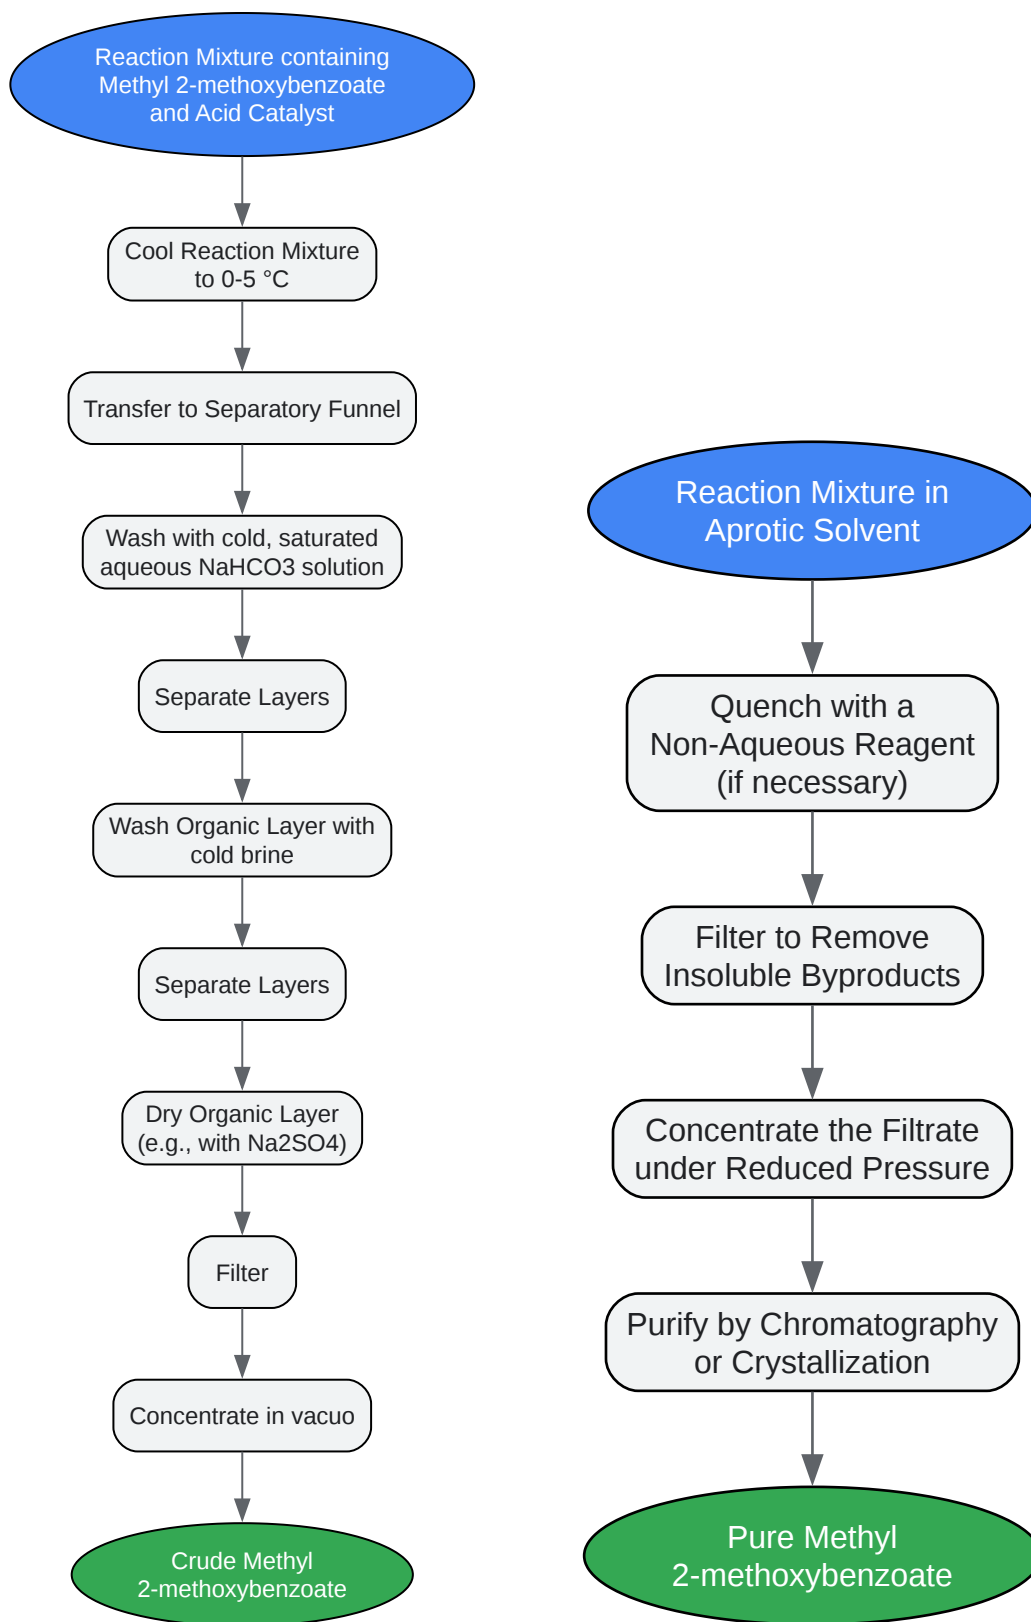 Reaction Mixture containing
Methyl 2-methoxybenzoate
and Acid Catalyst
Cool Reaction Mixture
to 0-5 °C
Transfer to Separatory Funnel
Wash with cold, saturated
aqueous NaHCO3 solution
Separate Layers
Wash Organic Layer with
cold brine
Separate Layers
Dry Organic Layer
(e.g., with Na2SO4)
Filter
Concentrate in vacuo
Crude Methyl
2-methoxybenzoate
Reaction Mixture in
Aprotic Solvent
Quench with a
Non-Aqueous Reagent
(if necessary)
Filter to Remove
Insoluble Byproducts
Concentrate the Filtrate
under Reduced Pressure
Purify by Chromatography
or Crystallization
Pure Methyl
2-methoxybenzoate